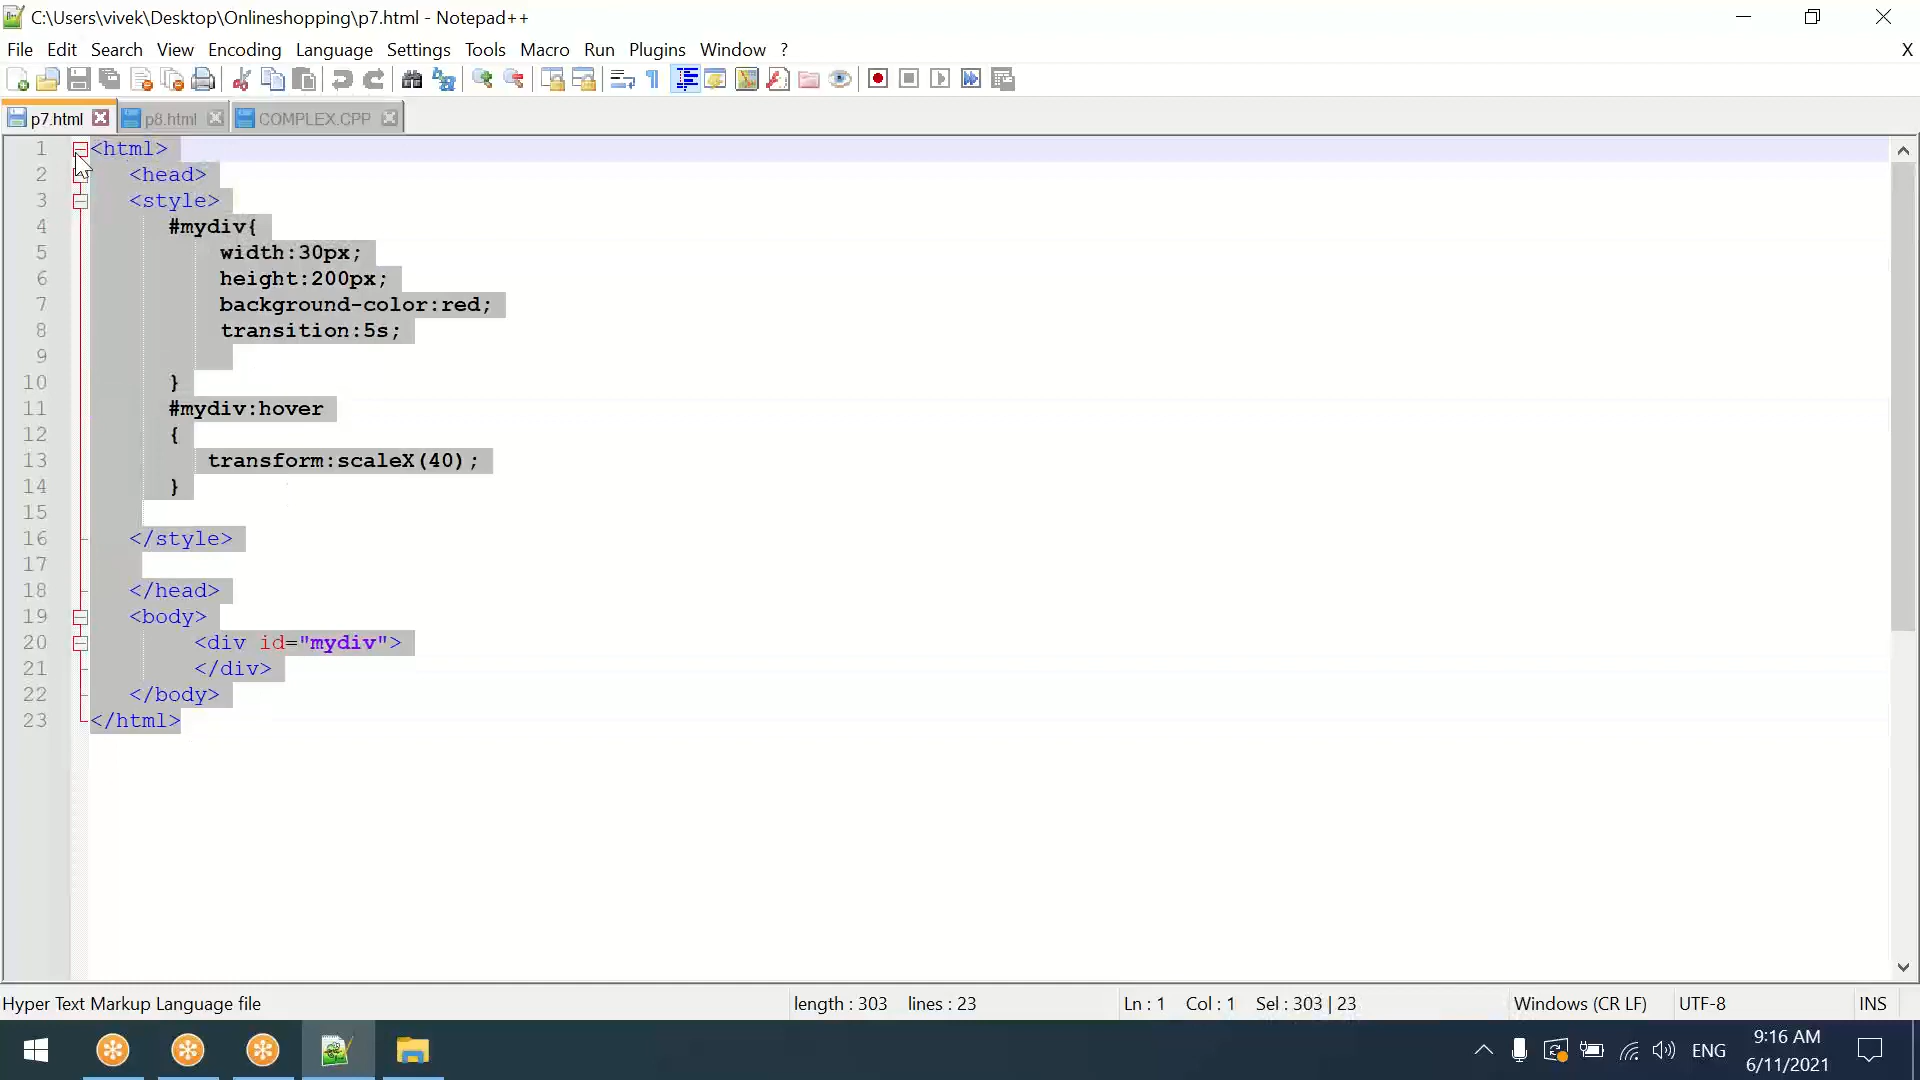 C:\Users\vivek\Desktop\Onlineshopping\p7.html - Notepad++
File Edit Search View Encoding Language Settings Tools Macro Run Plugins Window ? X
p7.html p8.html COMPLEX.CPP
1 <html>
2 <head>
3 <style>
4 #mydiv{
5 width:30px;
6 height:200px;
7 background-color:red;
8 transition:5s;
9
10 }
11 #mydiv:hover
12 {
13 transform:scaleX(40);
14 }
15
16 </style>
17
18 </head>
19 <body>
20 <div id="mydiv">
21 </div>
22 </body>
23 </html>
Hyper Text Markup Language file length : 303 lines : 23 Ln : 1 Col : 1 Sel : 303 | 23 Windows (CR LF) UTF-8 INS
ENG
9:16 AM
6/11/2021